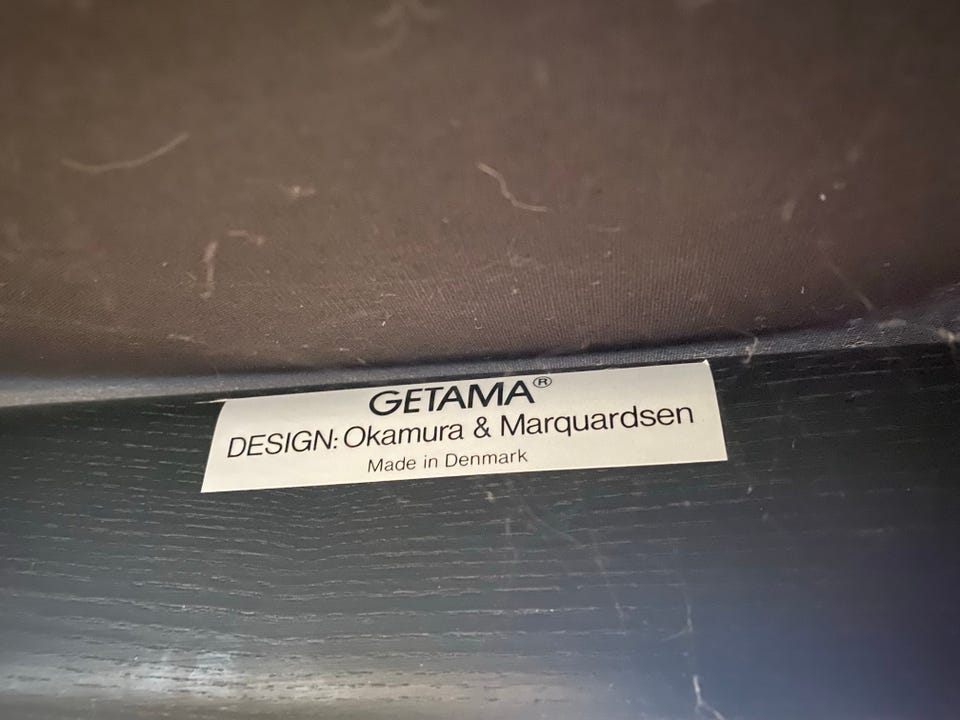 GETAMA®
DESIGN: Okamura & Marquardsen
Made in Denmark